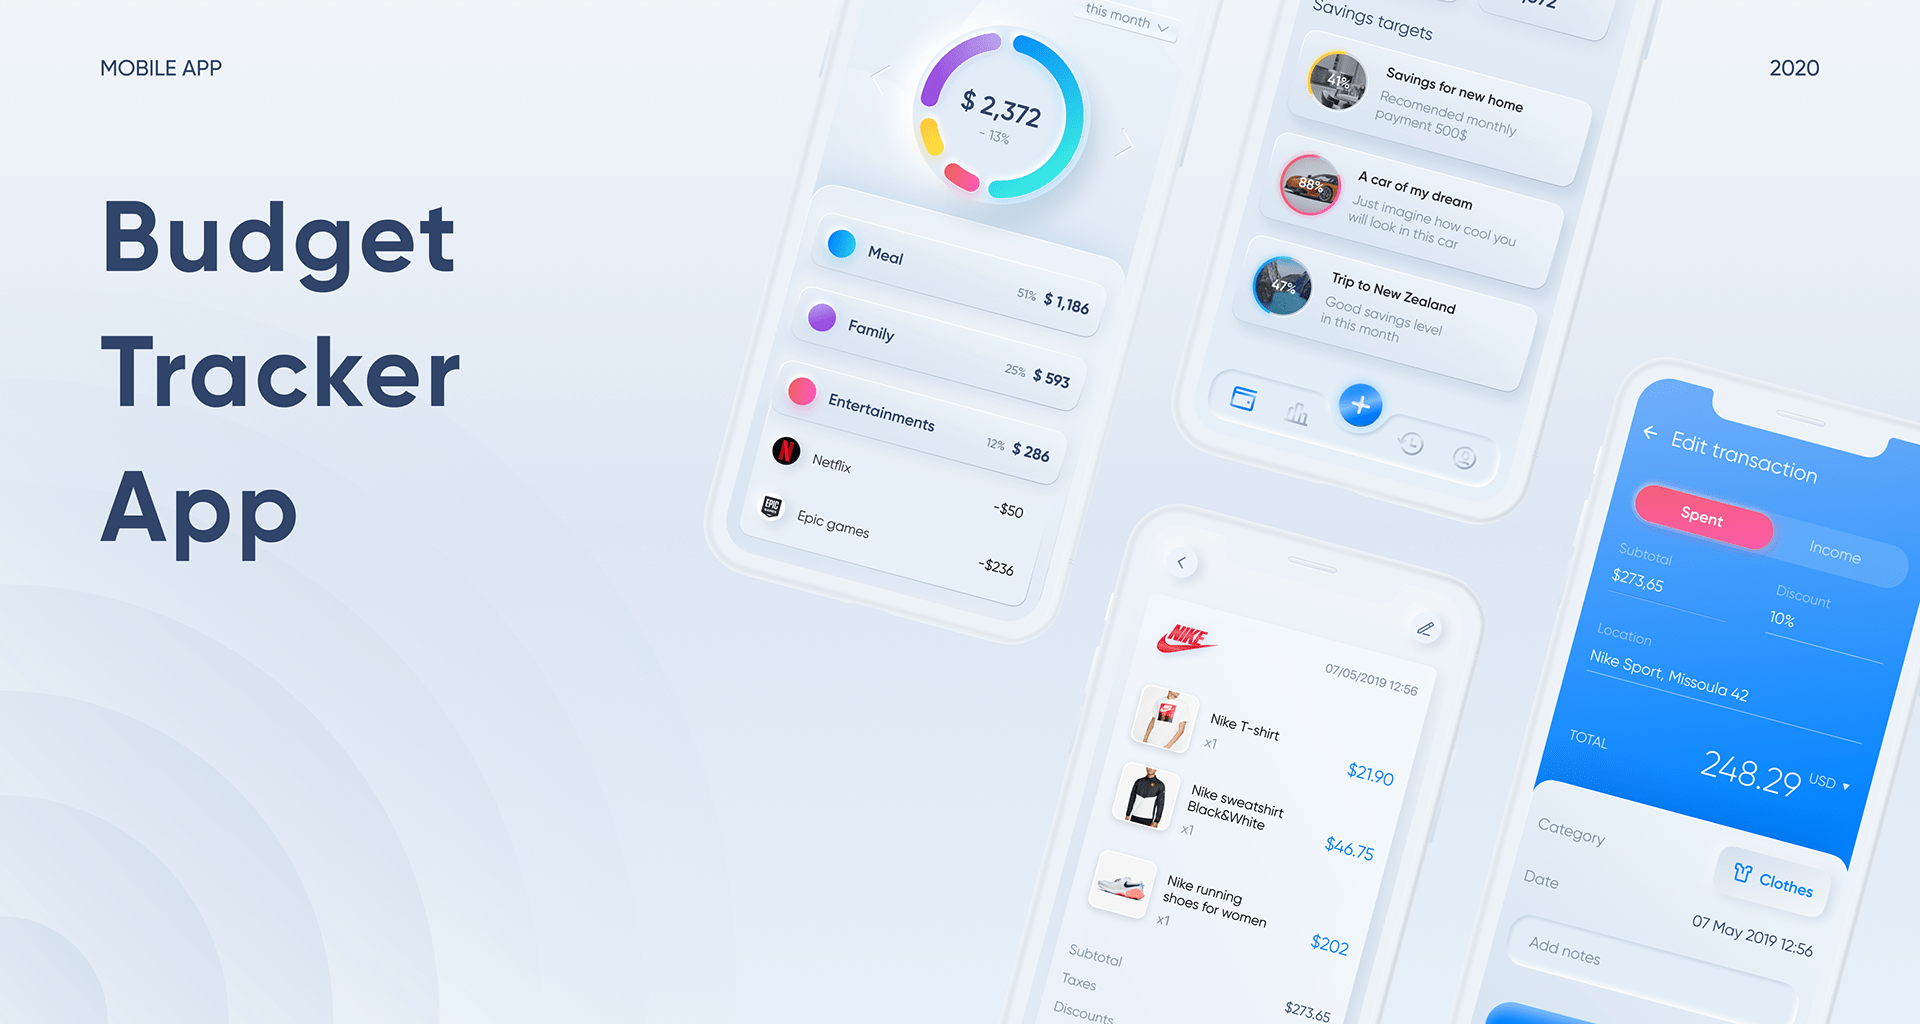 MOBILE APP
2020
Budget
Tracker
App
this month
$ 2,372
- 13%
Meal
51% $ 1,186
Family
25% $ 593
Entertainments
12% $ 286
Netflix
-$50
EPIC
GAMES
Epic games
-$236
Savings targets
41%
Savings for new home
Recomended monthly
payment 500$
88%
A car of my dream
Just imagine how cool you
will look in this car
47%
Trip to New Zealand
Good savings level
in this month
NIKE
07/05/2019 12:56
Nike T-shirt
x1
$21.90
Nike sweatshirt
Black&White
x1
$46.75
Nike running
shoes for women
x1
$202
Subtotal
$273.65
Taxes
Discounts
Edit transaction
Spent
Income
Subtotal
$273,65
Discount
10%
Location
Nike Sport, Missoula 42
TOTAL
248.29 USD
Category
Clothes
Date
07 May 2019 12:56
Add notes